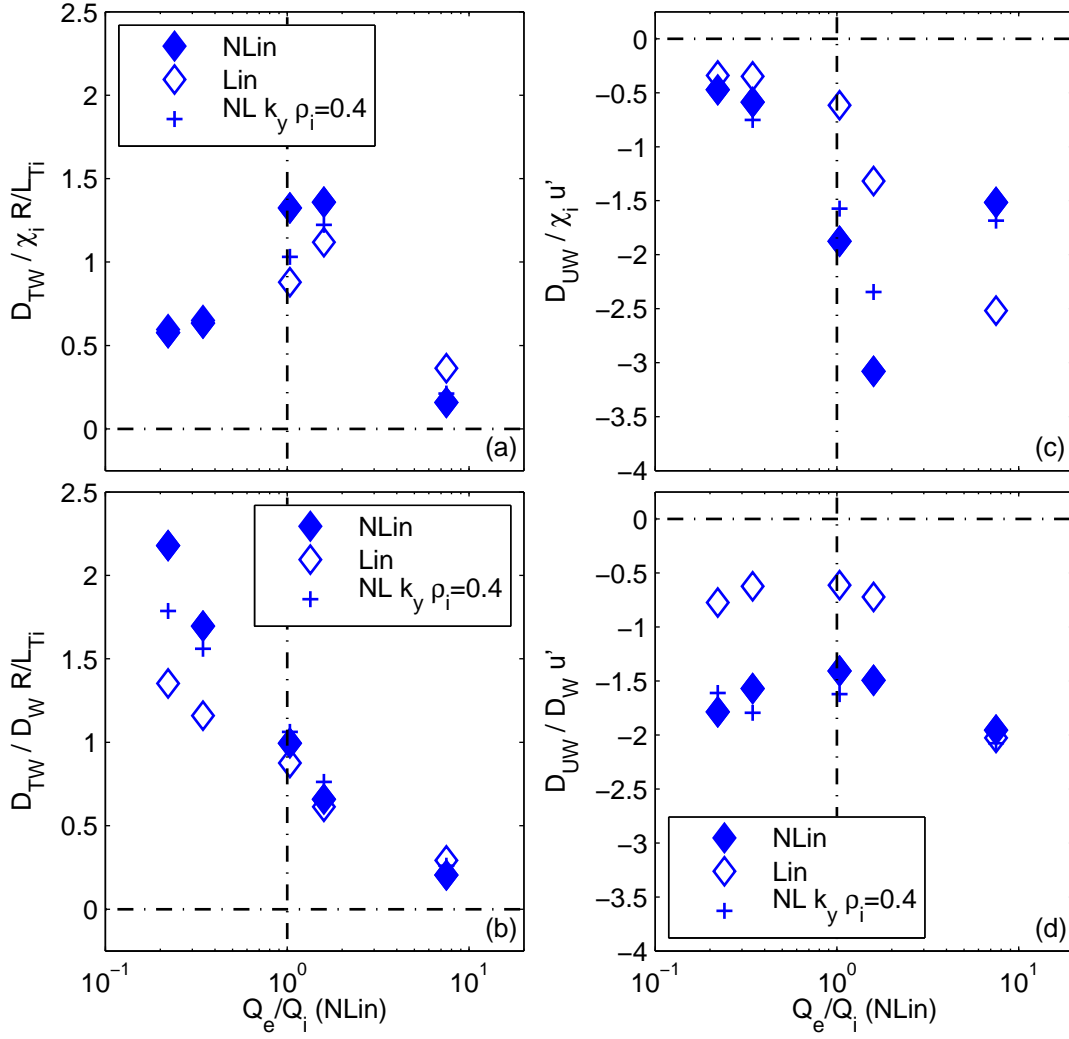 2.5
2
1.5
1
0.5
0
D_TW / χ_i R/L_Ti
NLin
Lin
NL k_y ρ_i=0.4
(a)
0
−0.5
−1
−1.5
−2
−2.5
−3
−3.5
−4
D_UW / χ_i u'
(c)
2.5
2
1.5
1
0.5
0
D_TW / D_W R/L_Ti
NLin
Lin
NL k_y ρ_i=0.4
(b)
10^−1
10^0
10^1
Q_e/Q_i (NLin)
0
−0.5
−1
−1.5
−2
−2.5
−3
−3.5
−4
D_UW / D_W u'
NLin
Lin
NL k_y ρ_i=0.4
(d)
10^−1
10^0
10^1
Q_e/Q_i (NLin)